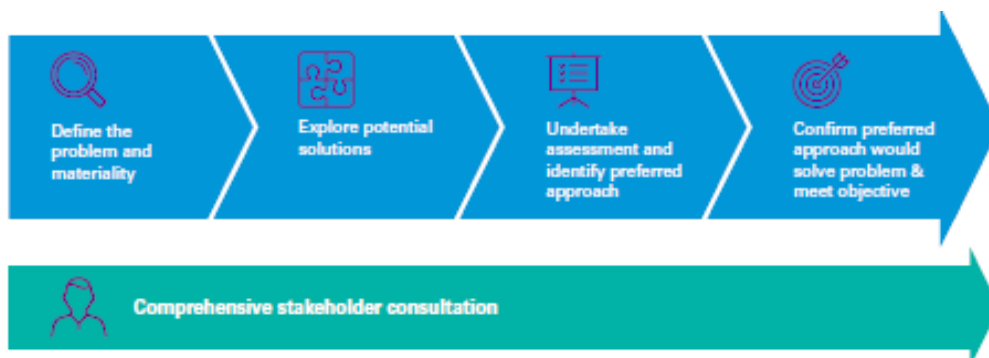 Define the
problem and
materiality
Explore potential
solutions
Undertake
assessment and
identify preferred
approach
Confirm preferred
approach would
solve problem &
meet objective
Comprehensive stakeholder consultation